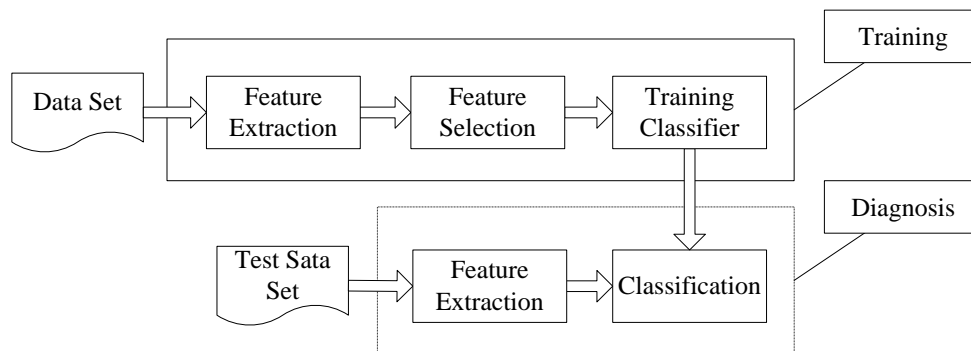 Training
Data Set
Feature
Extraction
Feature
Selection
Training
Classifier
Diagnosis
Test Sata
Set
Feature
Extraction
Classification